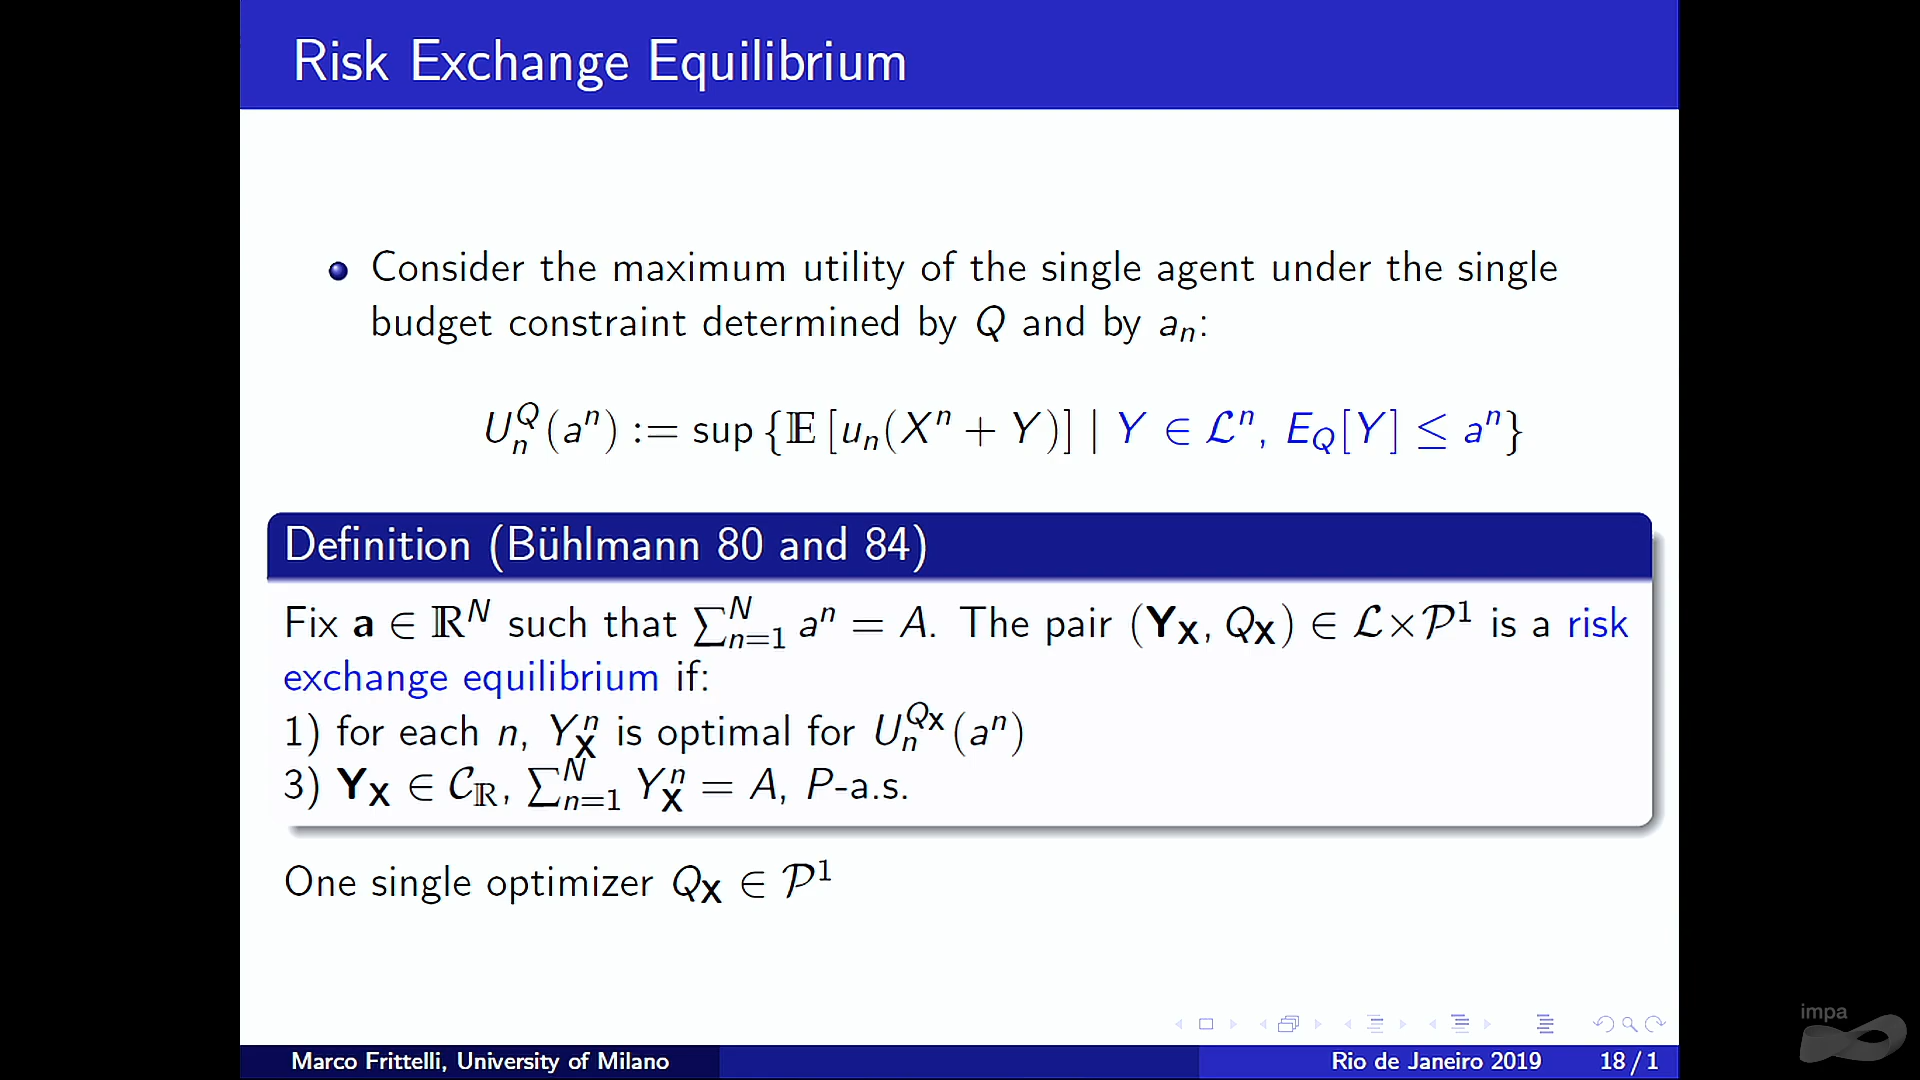 Risk Exchange Equilibrium
Consider the maximum utility of the single agent under the single
budget constraint determined by Q and by aₙ:
Uₙ^Q(aⁿ) := sup {𝔼[uₙ(Xⁿ + Y)] | Y ∈ ℒⁿ, E_Q[Y] ≤ aⁿ}
Definition (Bühlmann 80 and 84)
Fix 𝐚 ∈ ℝ^N such that ∑_{n=1}^N aⁿ = A. The pair (𝐘_𝐗, Q_𝐗) ∈ ℒ×𝒫¹ is a risk
exchange equilibrium if:
1) for each n, Y_𝐗ⁿ is optimal for Uₙ^{Q_𝐗}(aⁿ)
3) 𝐘_𝐗 ∈ 𝒞_ℝ, ∑_{n=1}^N Y_𝐗ⁿ = A, P-a.s.
One single optimizer Q_𝐗 ∈ 𝒫¹
impa
Marco Frittelli, University of Milano
Rio de Janeiro 2019
18 / 1